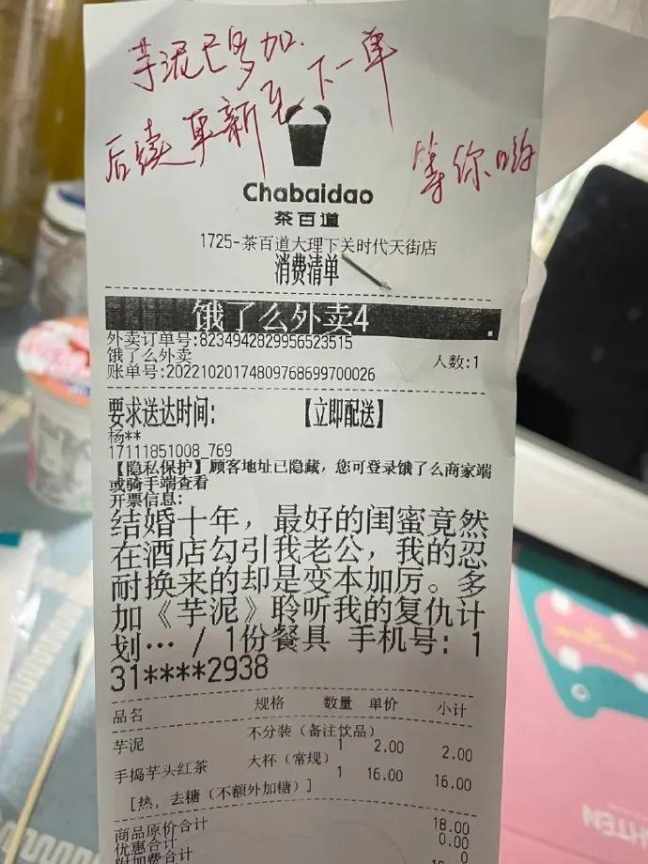 芋泥已多加.
后续更新至下一单
等你哟
Chabaidao
茶百道
1725-茶百道大理下关时代天街店
消费清单
饿了么外卖4
外卖订单号:8234942829956523515
饿了么外卖 人数:1
账单号:20221020174809768699700026
要求送达时间: 【立即配送】
杨**
17111851008_769
【隐私保护】顾客地址已隐藏，您可登录饿了么商家端
或骑手端查看
开票信息:
结婚十年，最好的闺蜜竟然
在酒店勾引我老公，我的忍
耐换来的却是变本加厉。多
加《芋泥》聆听我的复仇计
划… / 1份餐具 手机号: 1
31****2938
品名 规格 数量 单价 小计
芋泥 不分装（备注饮品） 1 2.00 2.00
手捣芋头红茶 大杯（常规） 1 16.00 16.00
[热, 去糖（不额外加糖）]
商品原价合计 18.00
优惠合计 0.00
附加费合计 0